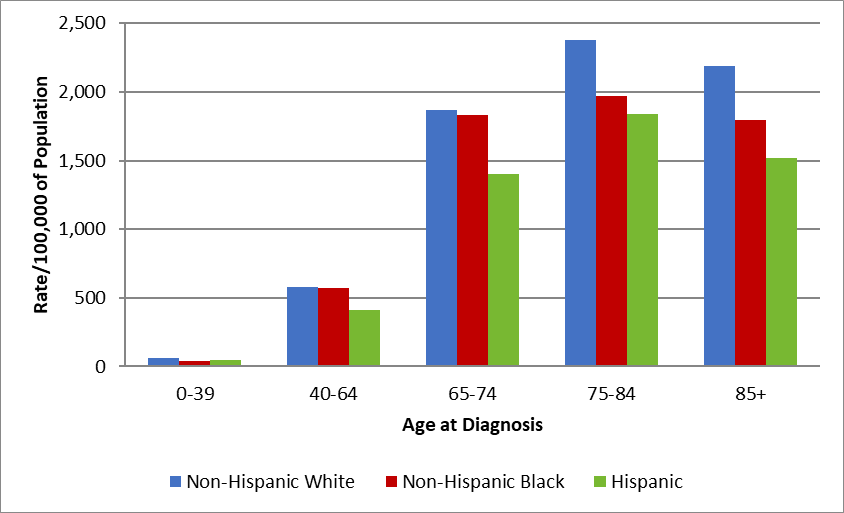 2,500
2,000
1,500
1,000
500
0
Rate/100,000 of Population
0-39 40-64 65-74 75-84 85+
Age at Diagnosis
Non-Hispanic White Non-Hispanic Black Hispanic